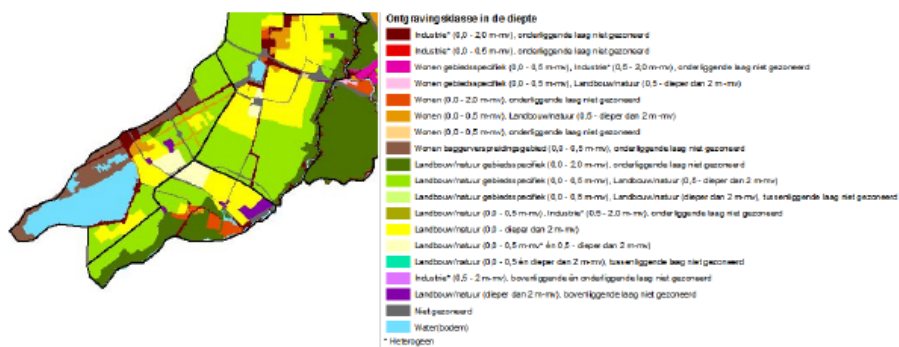 Ontgravingsklasse in de diepte
Industrie* (0,0 - 2,0 m-mv), onderliggende laag niet gezoneerd
Industrie* (0,0 - 0,5 m-mv), onderliggende laag niet gezoneerd
Wonen gebiedsspecifiek (0,0 - 0,5 m-mv), Industrie* (0,5 - 2,0 m-mv), onderliggende laag niet gezoneerd
Wonen gebiedsspecifiek (0,0 - 0,5 m-mv), Landbouw/natuur (0,5 - dieper dan 2 m-mv)
Wonen (0,0 - 2,0 m-mv), onderliggende laag niet gezoneerd
Wonen (0,0 - 0,5 m-mv), Landbouw/natuur (0,5 - dieper dan 2 m-mv)
Wonen (0,0 - 0,5 m-mv), onderliggende laag niet gezoneerd
Wonen baggerverspreidingsgebied (0,0 - 0,5 m-mv), onderliggende laag niet gezoneerd
Landbouw/natuur gebiedsspecifiek (0,0 - 2,0 m-mv), onderliggende laag niet gezoneerd
Landbouw/natuur gebiedsspecifiek (0,0 - 0,5 m-mv), Landbouw/natuur (0,5 - dieper dan 2 m-mv)
Landbouw/natuur gebiedsspecifiek (0,0 - 0,5 m-mv), Landbouw/natuur (dieper dan 2 m-mv), tussenliggende laag niet gezoneerd
Landbouw/natuur (0,0 - 0,5 m-mv), Industrie* (0,5 - 2,0 m-mv), onderliggende laag niet gezoneerd
Landbouw/natuur (0,0 - dieper dan 2 m-mv)
Landbouw/natuur (0,0 - 0,5 m-mv* én 0,5 - dieper dan 2 m-mv)
Landbouw/natuur (0,0 - 0,5 én dieper dan 2 m-mv), tussenliggende laag niet gezoneerd
Industrie* (0,5 - 2 m-mv), bovenliggende én onderliggende laag niet gezoneerd
Landbouw/natuur (dieper dan 2 m-mv), bovenliggende laag niet gezoneerd
Niet gezoneerd
Water(bodem)
* Heterogeen